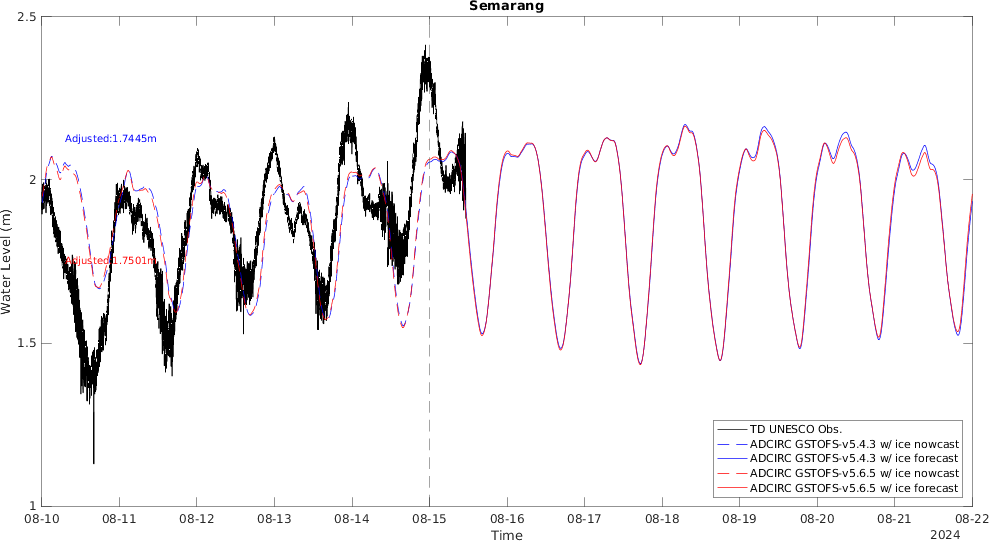 Semarang
2.5
2
1.5
1
Water Level (m)
Adjusted:1.7445m
Adjusted:1.7501m
TD UNESCO Obs.
ADCIRC GSTOFS-v5.4.3 w/ ice nowcast
ADCIRC GSTOFS-v5.4.3 w/ ice forecast
ADCIRC GSTOFS-v5.6.5 w/ ice nowcast
ADCIRC GSTOFS-v5.6.5 w/ ice forecast
08-10 08-11 08-12 08-13 08-14 08-15 08-16 08-17 08-18 08-19 08-20 08-21 08-22
Time
2024